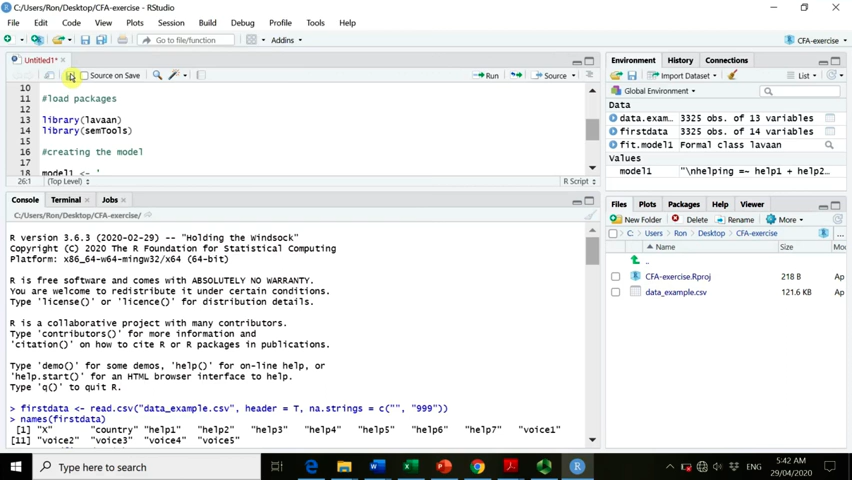 C:/Users/Ron/Desktop/CFA-exercise - RStudio
File Edit Code View Plots Session Build Debug Profile Tools Help
Go to file/function Addins CFA-exercise
Untitled1*
Source on Save Run Source
10
11 #load packages
12
13 library(lavaan)
14 library(semTools)
15
16 #creating the model
17
18 model1 <- '
26:1 (Top Level) R Script
Console Terminal Jobs
C:/Users/Ron/Desktop/CFA-exercise/
R version 3.6.3 (2020-02-29) -- "Holding the Windsock"
Copyright (C) 2020 The R Foundation for Statistical Computing
Platform: x86_64-w64-mingw32/x64 (64-bit)
R is free software and comes with ABSOLUTELY NO WARRANTY.
You are welcome to redistribute it under certain conditions.
Type 'license()' or 'licence()' for distribution details.
R is a collaborative project with many contributors.
Type 'contributors()' for more information and
'citation()' on how to cite R or R packages in publications.
Type 'demo()' for some demos, 'help()' for on-line help, or
'help.start()' for an HTML browser interface to help.
Type 'q()' to quit R.
> firstdata <- read.csv("data_example.csv", header = T, na.strings = c("", "999"))
> names(firstdata)
[1] "X" "country" "help1" "help2" "help3" "help4" "help5" "help6" "help7" "voice1"
[11] "voice2" "voice3" "voice4" "voice5"
Environment History Connections
Import Dataset List
Global Environment
Data
data.exam… 3325 obs. of 13 variables
firstdata 3325 obs. of 14 variables
fit.model1 Formal class lavaan
Values
model1 "\nhelping =~ help1 + help2…
Files Plots Packages Help Viewer
New Folder Delete Rename More
C: Users Ron Desktop CFA-exercise
Name Size
..
CFA-exercise.Rproj 218 B Ap
data_example.csv 121.6 KB Ap
Type here to search
ENG
5:42 AM
29/04/2020